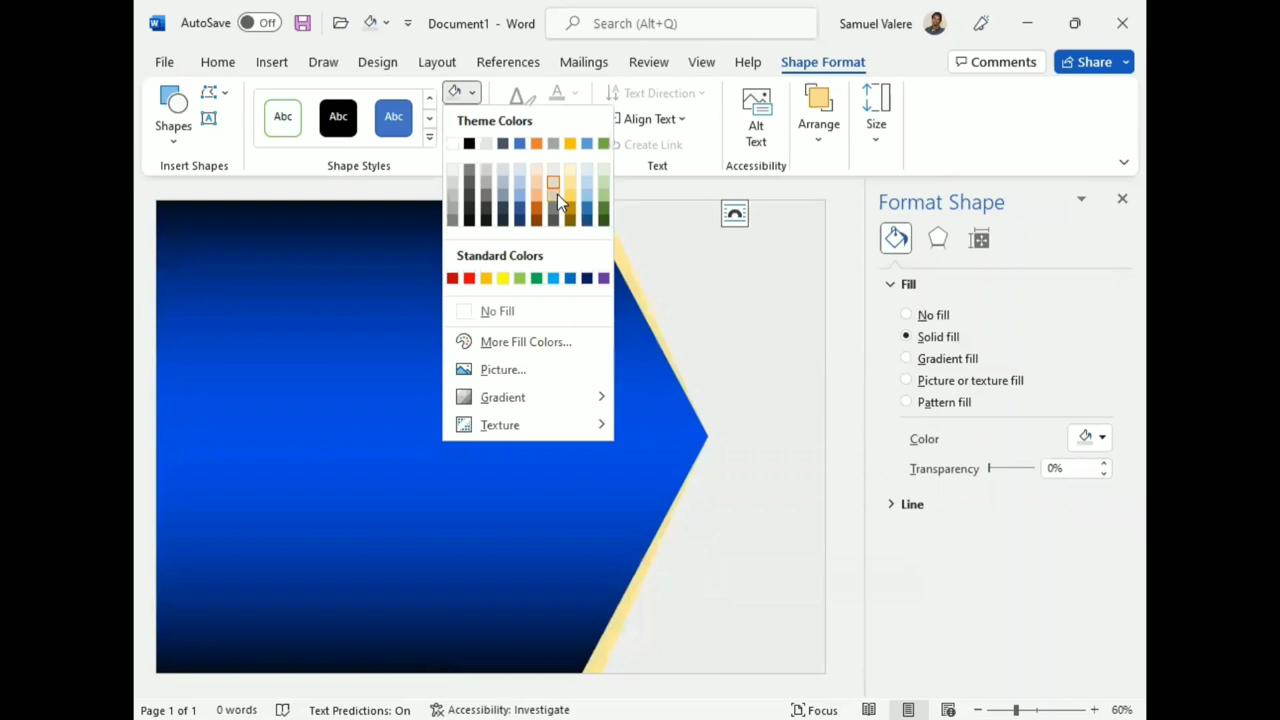 AutoSave Off Document1 - Word Search (Alt+Q) Samuel Valere
File Home Insert Draw Design Layout References Mailings Review View Help Shape Format Comments Share
Shapes
Insert Shapes
Abc Abc Abc
Shape Styles
Theme Colors
Standard Colors
No Fill
More Fill Colors...
Picture...
Gradient
Texture
Text Direction
Align Text
Create Link
Text
Alt
Text
Accessibility
Arrange
Size
Format Shape
Fill
No fill
Solid fill
Gradient fill
Picture or texture fill
Pattern fill
Color
Transparency 0%
Line
Page 1 of 1 0 words Text Predictions: On Accessibility: Investigate Focus 60%